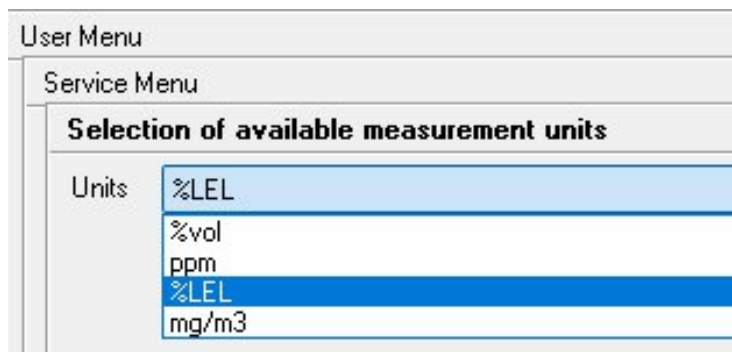 User Menu
Service Menu
Selection of available measurement units
Units %LEL
%vol
ppm
%LEL
mg/m3